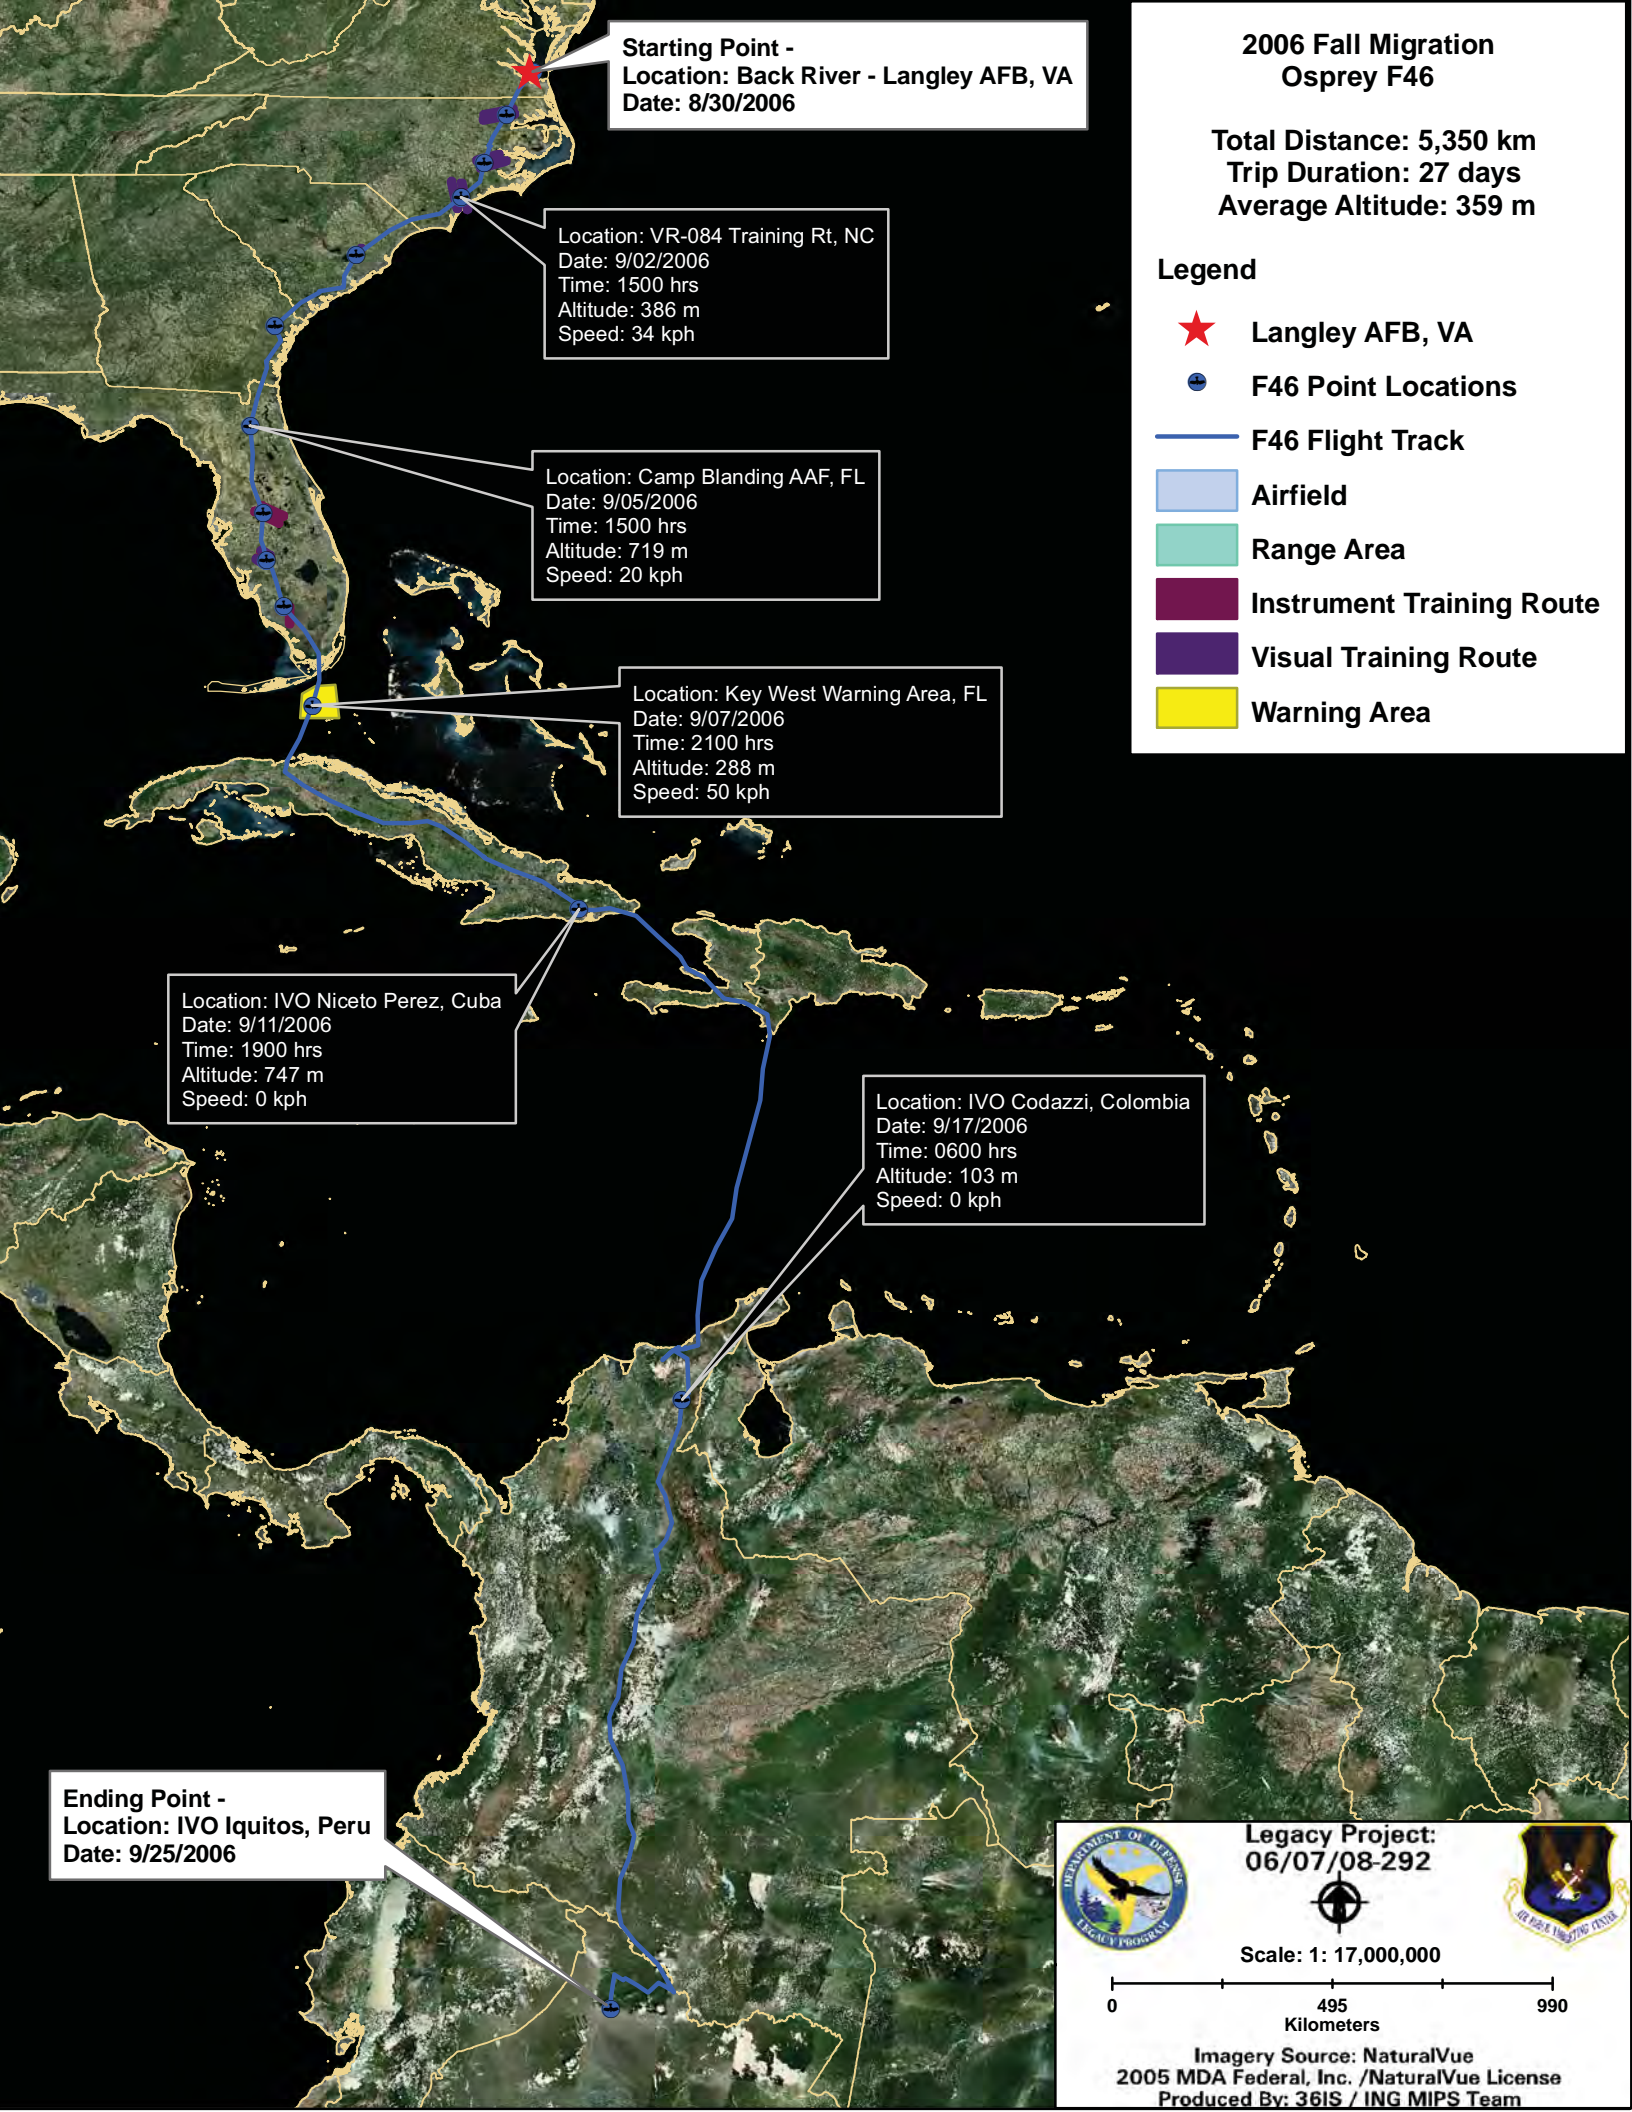 Starting Point -
Location: Back River - Langley AFB, VA
Date: 8/30/2006
2006 Fall Migration
Osprey F46
Total Distance: 5,350 km
Trip Duration: 27 days
Average Altitude: 359 m
Legend
Langley AFB, VA
F46 Point Locations
F46 Flight Track
Airfield
Range Area
Instrument Training Route
Visual Training Route
Warning Area
Location: VR-084 Training Rt, NC
Date: 9/02/2006
Time: 1500 hrs
Altitude: 386 m
Speed: 34 kph
Location: Camp Blanding AAF, FL
Date: 9/05/2006
Time: 1500 hrs
Altitude: 719 m
Speed: 20 kph
Location: Key West Warning Area, FL
Date: 9/07/2006
Time: 2100 hrs
Altitude: 288 m
Speed: 50 kph
Location: IVO Niceto Perez, Cuba
Date: 9/11/2006
Time: 1900 hrs
Altitude: 747 m
Speed: 0 kph
Location: IVO Codazzi, Colombia
Date: 9/17/2006
Time: 0600 hrs
Altitude: 103 m
Speed: 0 kph
Ending Point -
Location: IVO Iquitos, Peru
Date: 9/25/2006
DEPARTMENT OF DEFENSE
LEGACY PROGRAM
Legacy Project:
06/07/08-292
Scale: 1: 17,000,000
0 495 990
Kilometers
Imagery Source: NaturalVue
2005 MDA Federal, Inc. /NaturalVue License
Produced By: 36IS / ING MIPS Team